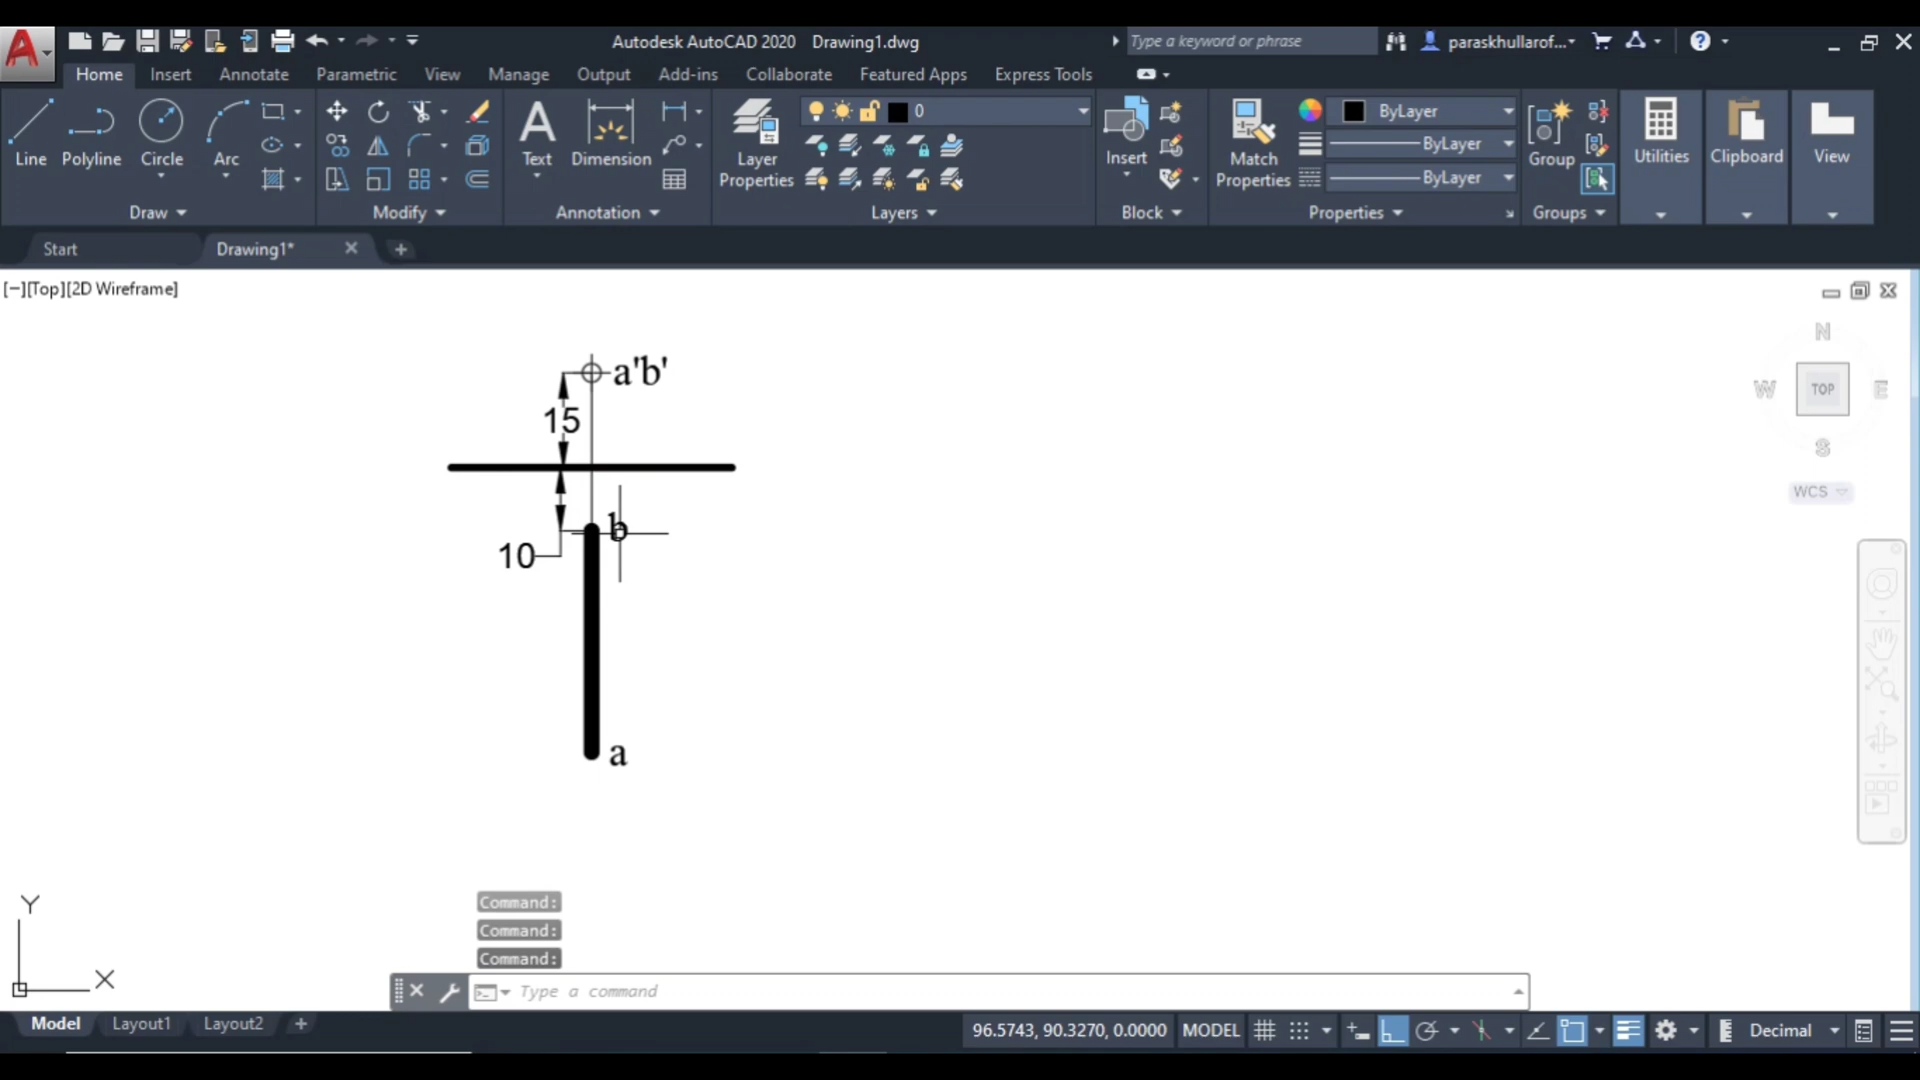 Autodesk AutoCAD 2020 Drawing1.dwg
Type a keyword or phrase
paraskhullarof...
Home Insert Annotate Parametric View Manage Output Add-ins Collaborate Featured Apps Express Tools
0
ByLayer
ByLayer
ByLayer
Line Polyline Circle Arc
Text Dimension
Layer Properties
Insert
Match Properties
Group
Utilities
Clipboard
View
Draw
Modify
Annotation
Layers
Block
Properties
Groups
Start Drawing1*
[−][Top][2D Wireframe]
N
W TOP E
S
WCS
a'b'
15
b
10
a
Y
X
Command:
Command:
Command:
Type a command
Model Layout1 Layout2
96.5743, 90.3270, 0.0000 MODEL
Decimal